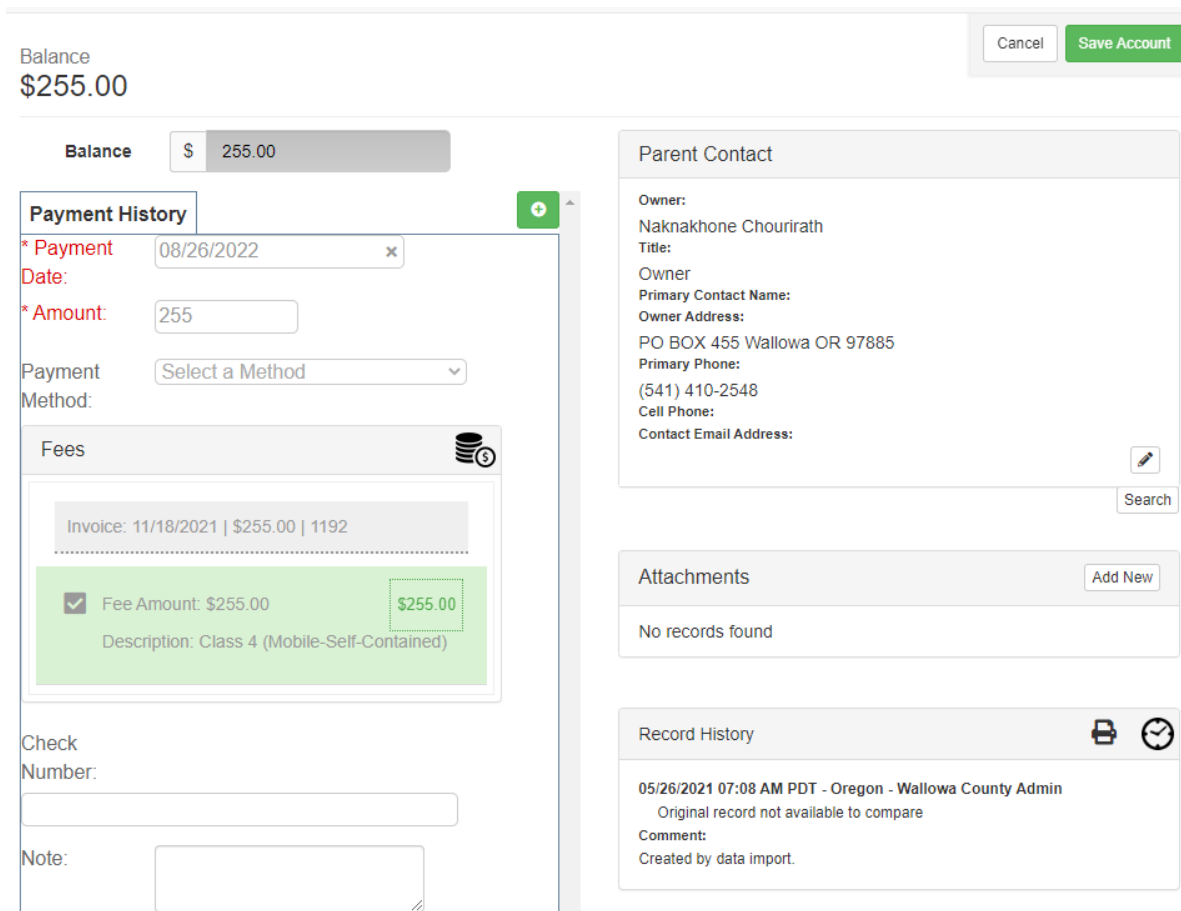 Cancel
Save Account
Balance
$255.00
Balance
$ 255.00
Payment History
* Payment Date:
08/26/2022
* Amount:
255
Payment Method:
Select a Method
Fees
Invoice: 11/18/2021 | $255.00 | 1192
Fee Amount: $255.00
$255.00
Description: Class 4 (Mobile-Self-Contained)
Check Number:
Note:
Parent Contact
Owner:
Naknakhone Chourirath
Title:
Owner
Primary Contact Name:
Owner Address:
PO BOX 455 Wallowa OR 97885
Primary Phone:
(541) 410-2548
Cell Phone:
Contact Email Address:
Search
Attachments
Add New
No records found
Record History
05/26/2021 07:08 AM PDT - Oregon - Wallowa County Admin
Original record not available to compare
Comment:
Created by data import.